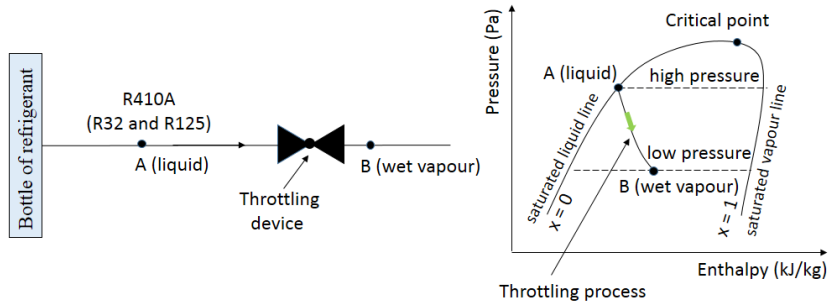 Bottle of refrigerant
R410A
(R32 and R125)
A (liquid)
B (wet vapour)
Throttling
device
Pressure (Pa)
Critical point
A (liquid)
high pressure
saturated liquid line
x = 0
low pressure
B (wet vapour)
x = 1
saturated vapour line
Enthalpy (kJ/kg)
Throttling process